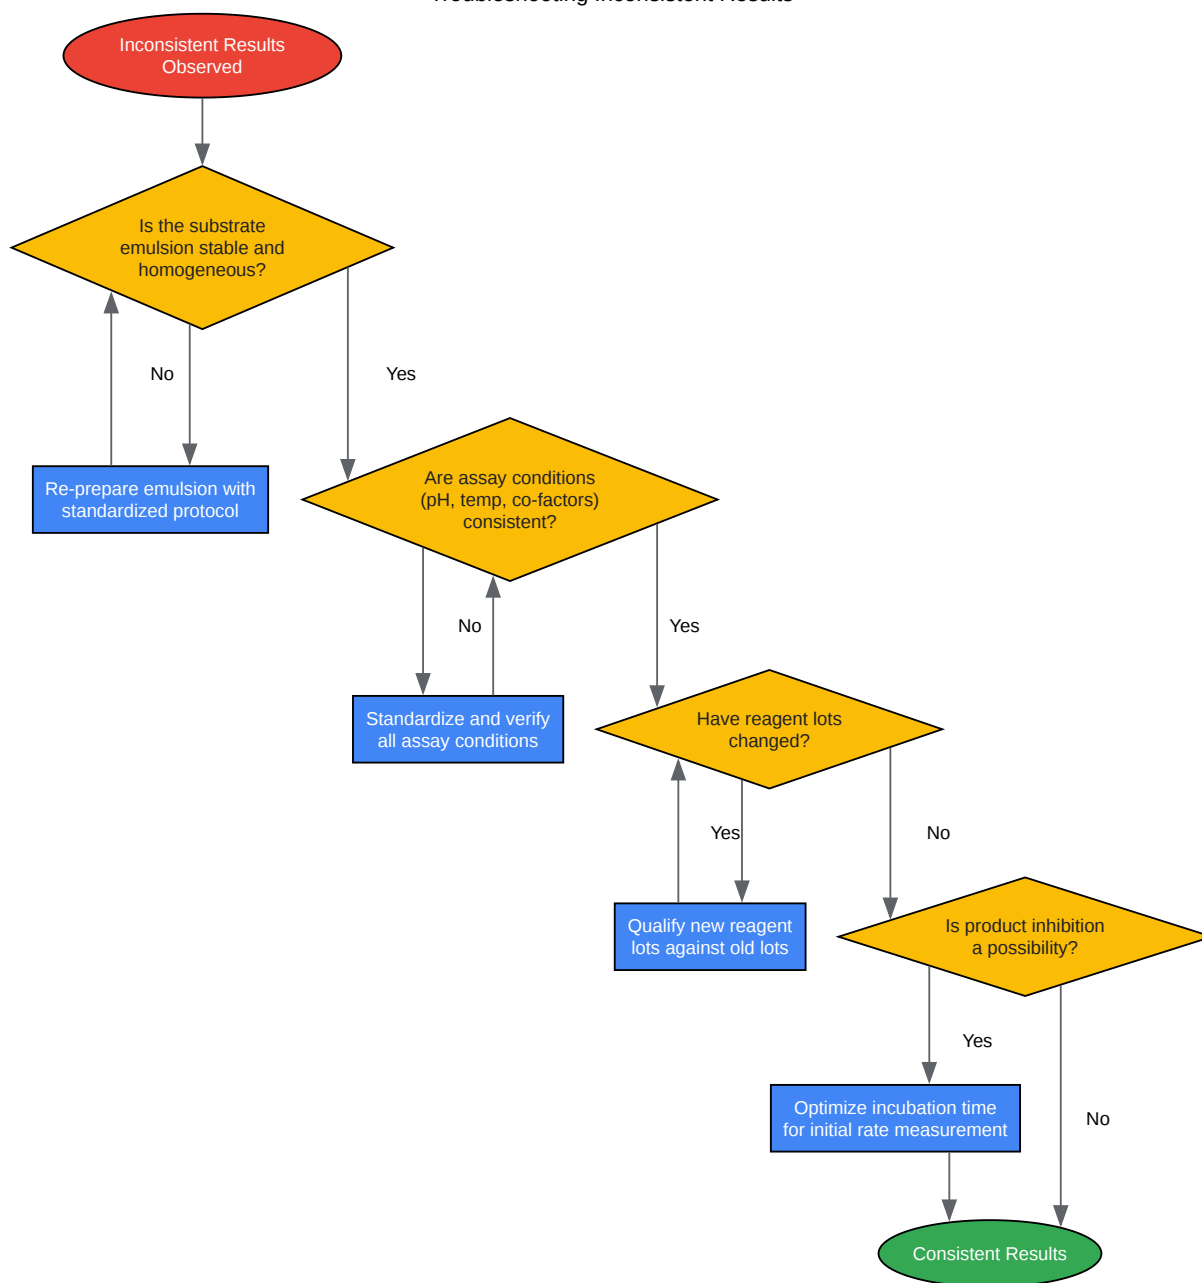 Troubleshooting Inconsistent Results
Inconsistent Results
Observed
Is the substrate
emulsion stable and
homogeneous?
No
Yes
Re-prepare emulsion with
standardized protocol
Are assay conditions
(pH, temp, co-factors)
consistent?
No
Yes
Standardize and verify
all assay conditions
Have reagent lots
changed?
Yes
No
Qualify new reagent
lots against old lots
Is product inhibition
a possibility?
Yes
No
Optimize incubation time
for initial rate measurement
Consistent Results